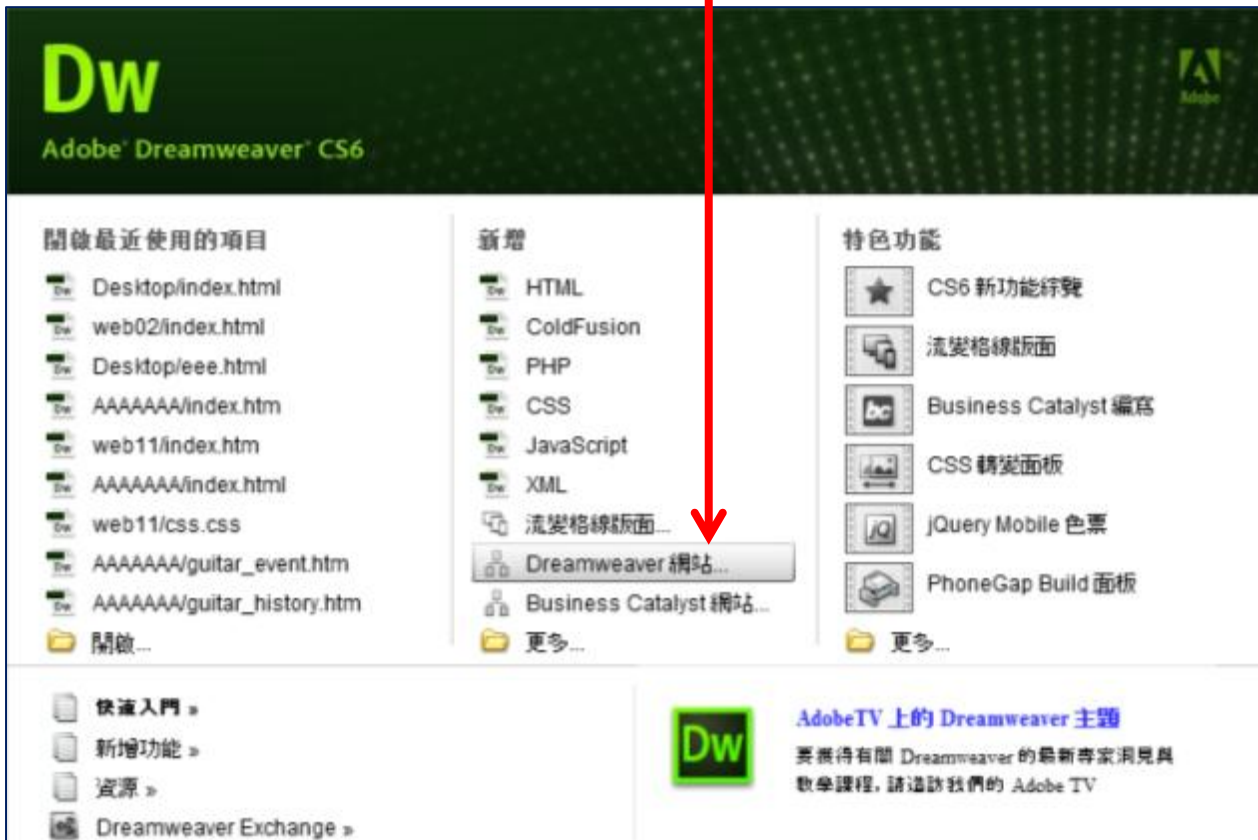 Dw
Adobe
Adobe® Dreamweaver® CS6
開啟最近使用的項目
Desktop/index.html
web02/index.html
Desktop/eee.html
AAAAAAA/index.htm
web11/index.htm
AAAAAAA/index.html
web11/css.css
AAAAAAA/guitar_event.htm
AAAAAAA/guitar_history.htm
開啟...
新增
HTML
ColdFusion
PHP
CSS
JavaScript
XML
流變格線版面...
Dreamweaver 網站...
Business Catalyst 網站...
更多...
特色功能
CS6 新功能綜覽
流變格線版面
Business Catalyst 編寫
CSS 轉變面板
jQuery Mobile 色票
PhoneGap Build 面板
更多...
快速入門 »
新增功能 »
資源 »
Dreamweaver Exchange »
Dw
AdobeTV 上的 Dreamweaver 主題
要獲得有關 Dreamweaver 的最新專家洞見與
教學課程, 請造訪我們的 Adobe TV